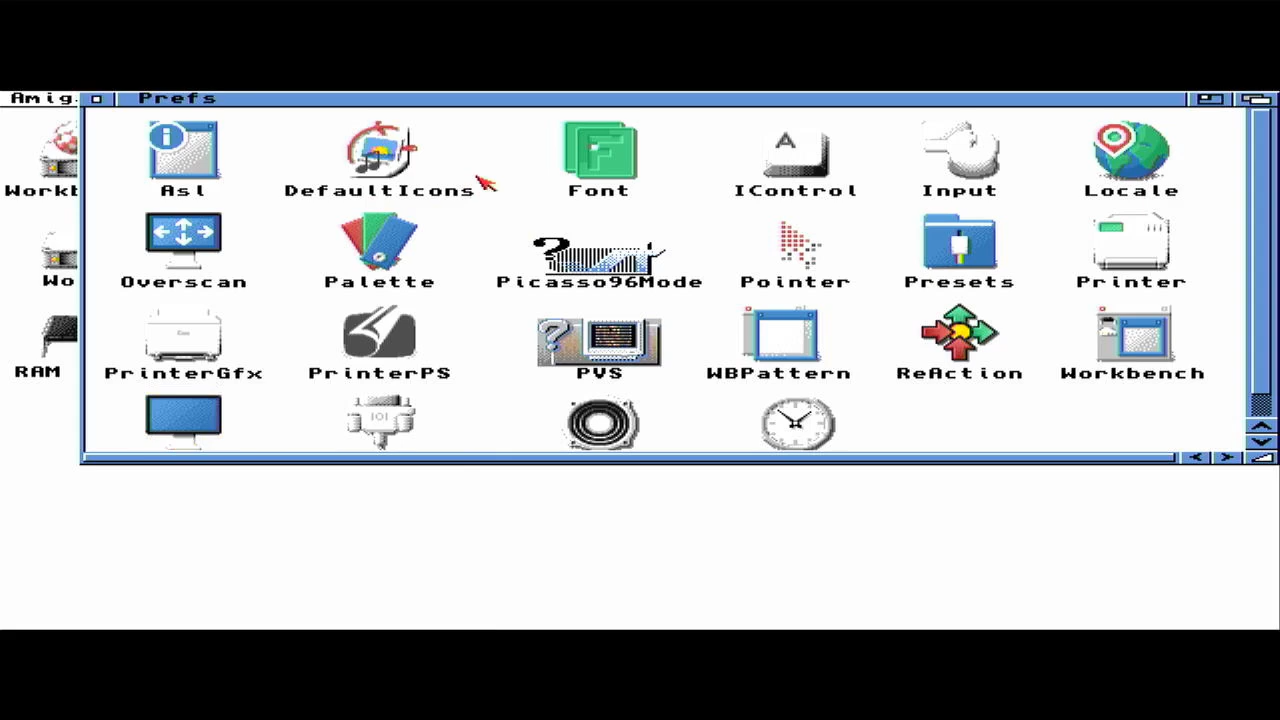 Amig. Prefs
Workb Asl DefaultIcons Font IControl Input Locale
Wo Overscan Palette Picasso96Mode Pointer Presets Printer
RAM PrinterGfx PrinterPS PVS WBPattern ReAction Workbench